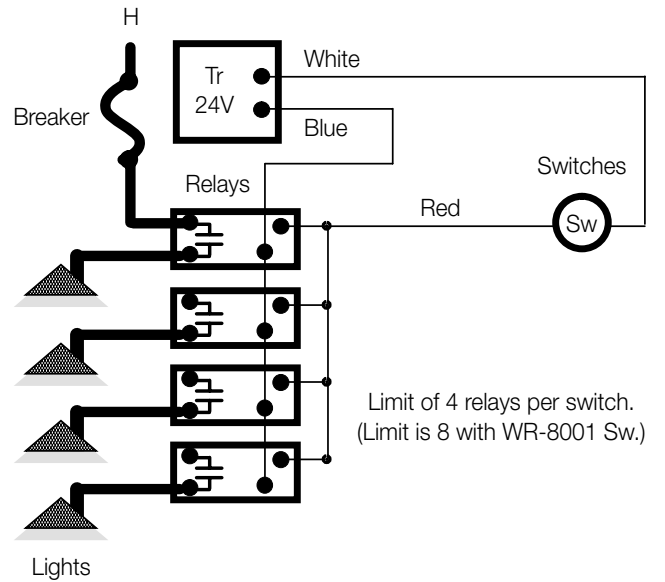 H
Tr
24V
White
Blue
Breaker
Switches
Relays
Red
Sw
Limit of 4 relays per switch.
(Limit is 8 with WR-8001 Sw.)
Lights